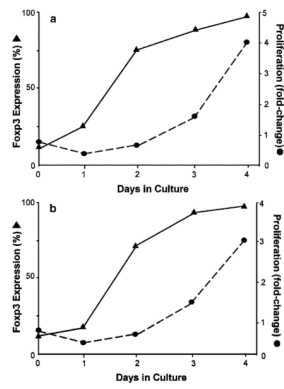 a
100
50
0
Foxp3 Expression (%) ▲
5
4
3
2
1
0
Proliferation (fold-change) ●
0 1 2 3 4
Days in Culture
b
100
50
0
Foxp3 Expression (%) ▲
4
3
2
1
0
Proliferation (fold-change) ●
0 1 2 3 4
Days in Culture